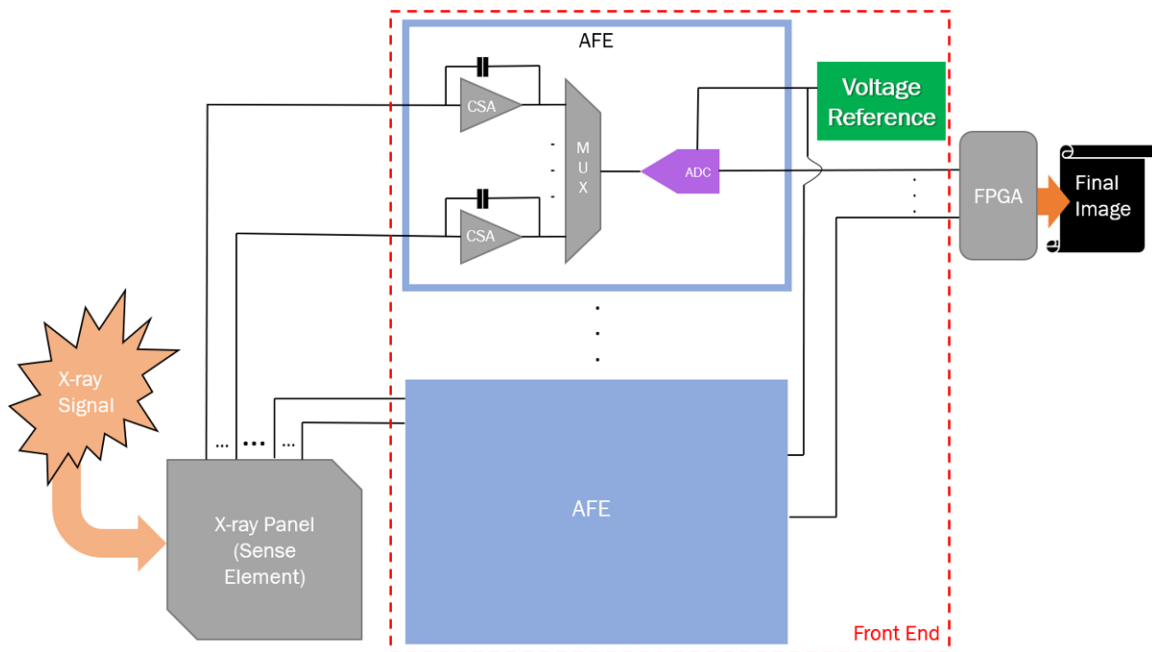 AFE
CSA
M
U
X
CSA
ADC
Voltage
Reference
FPGA
Final
Image
X-ray
Signal
... ... ...
X-ray Panel
(Sense
Element)
AFE
Front End